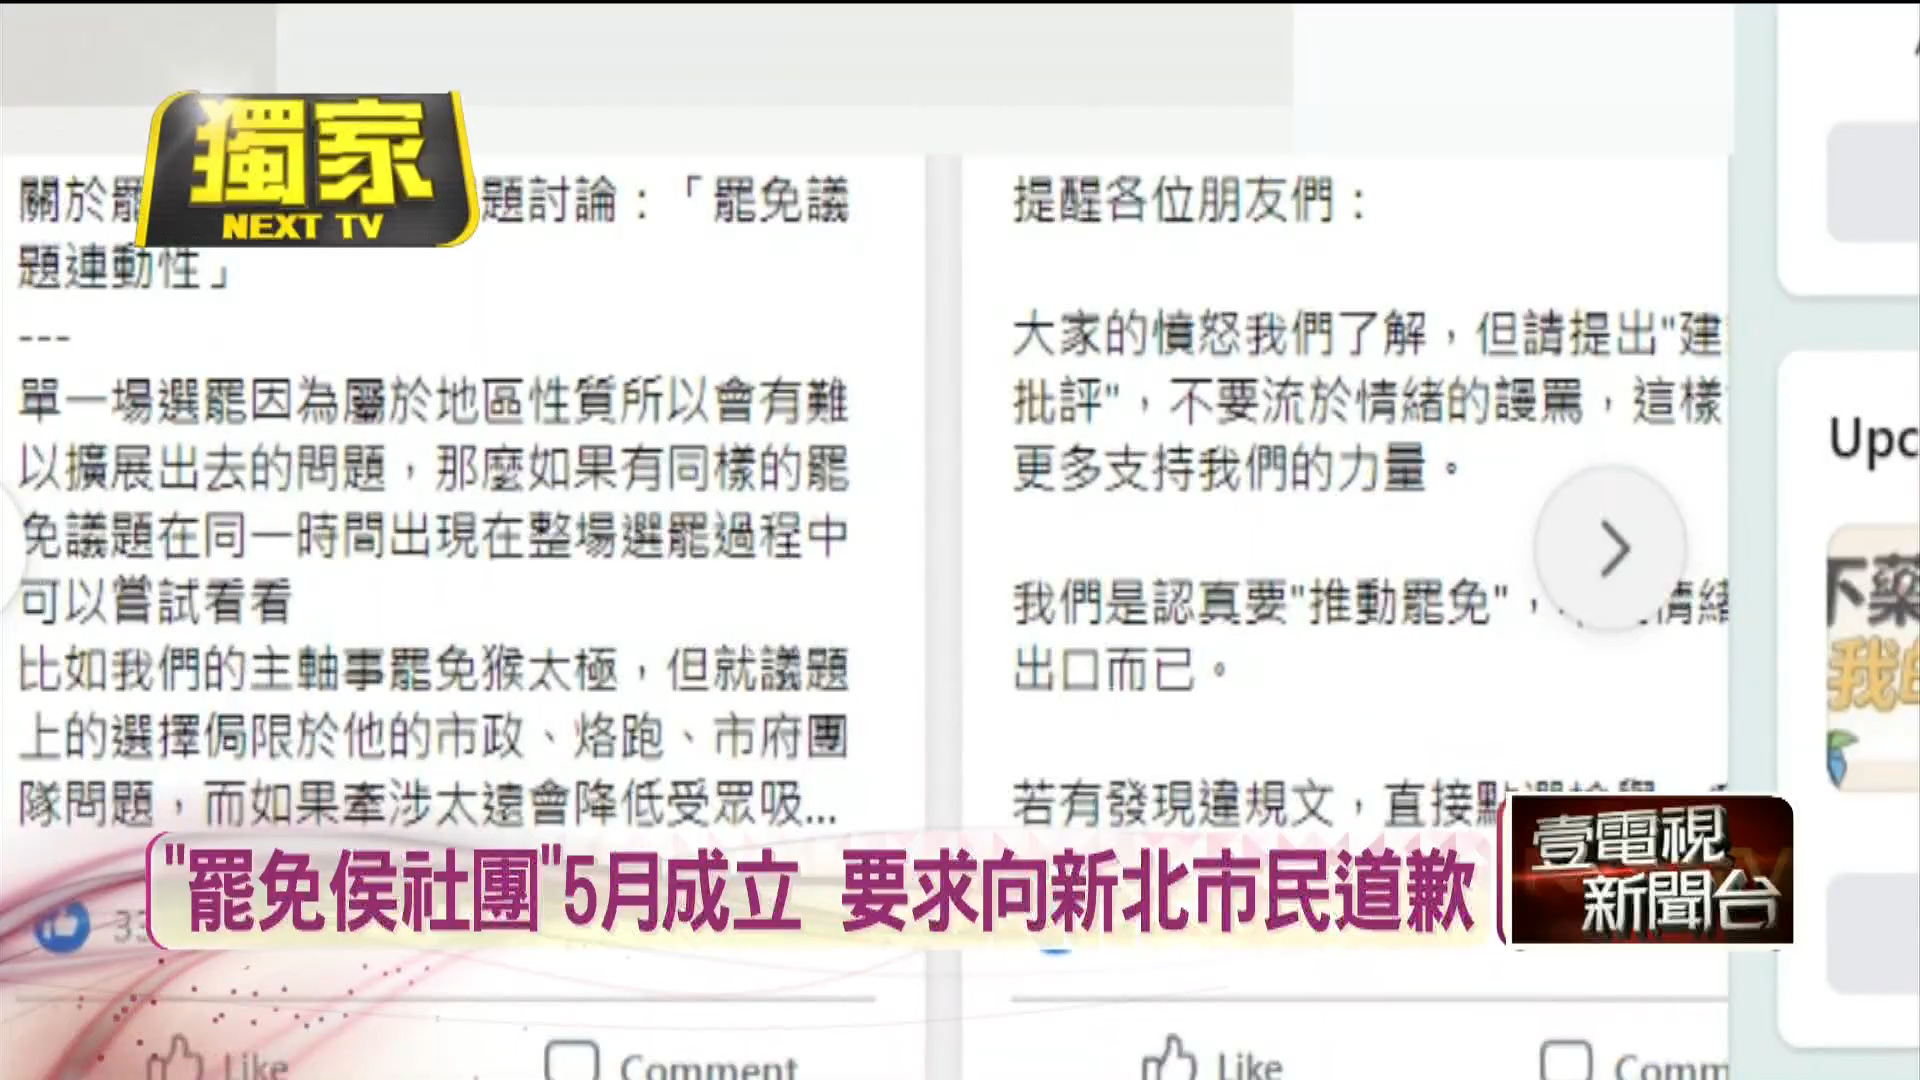 獨家
NEXT TV
關於罷
題討論：「罷免議
題連動性」
---
單一場選罷因為屬於地區性質所以會有難
以擴展出去的問題，那麼如果有同樣的罷
免議題在同一時間出現在整場選罷過程中
可以嘗試看看
比如我們的主軸事罷免猴太極，但就議題
上的選擇侷限於他的市政、烙跑、市府團
隊問題，而如果牽涉太遠會降低受眾吸...
33
Like
Comment
提醒各位朋友們：
大家的憤怒我們了解，但請提出"建
批評"，不要流於情緒的謾罵，這樣
更多支持我們的力量。
我們是認真要"推動罷免"，
情緒
出口而已。
若有發現違規文，直接點選檢舉，
Like
Comm
Upc
下藥
我的
"罷免侯社團"5月成立 要求向新北市民道歉
壹電視
新聞台